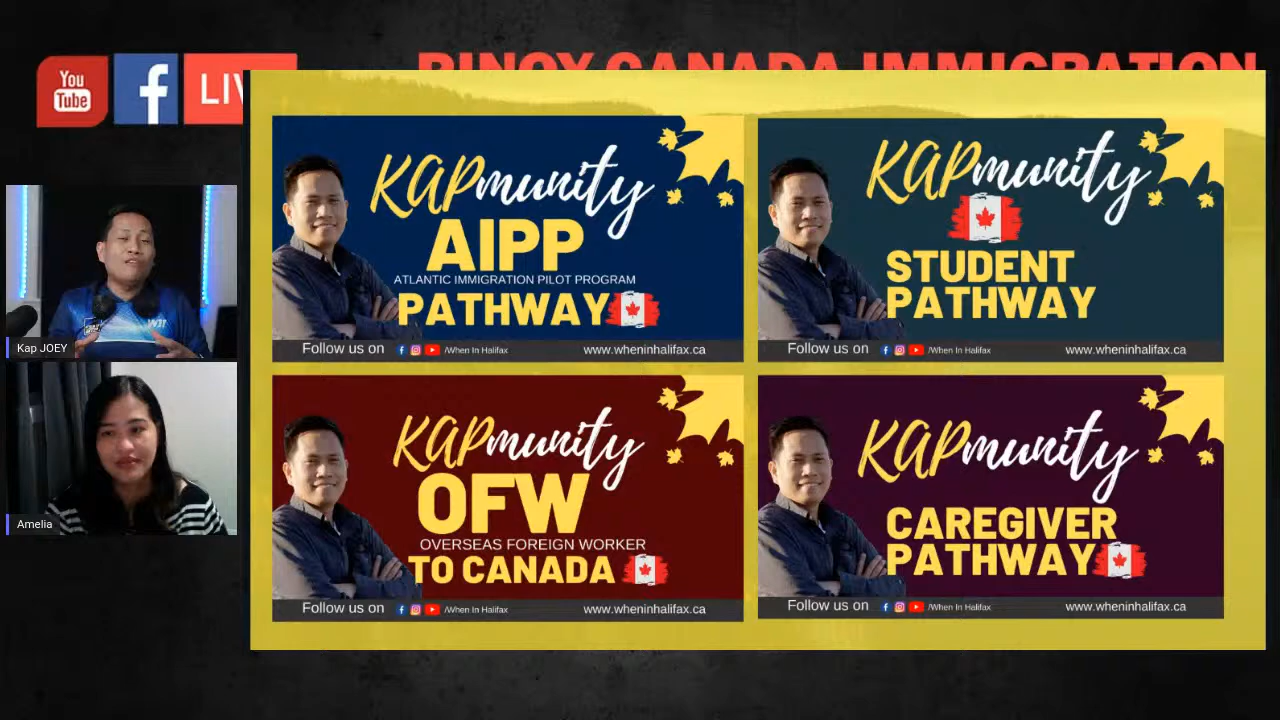 You
Tube
f
LIV
PINOY CANADA IMMIGRATION
KAPmunity
AIPP
ATLANTIC IMMIGRATION PILOT PROGRAM
PATHWAY
Follow us on /When In Halifax www.wheninhalifax.ca
KAPmunity
STUDENT
PATHWAY
Follow us on /When In Halifax www.wheninhalifax.ca
Kap JOEY
KAPmunity
OFW
OVERSEAS FOREIGN WORKER
TO CANADA
Follow us on /When In Halifax www.wheninhalifax.ca
KAPmunity
CAREGIVER
PATHWAY
Follow us on /When In Halifax www.wheninhalifax.ca
Amelia